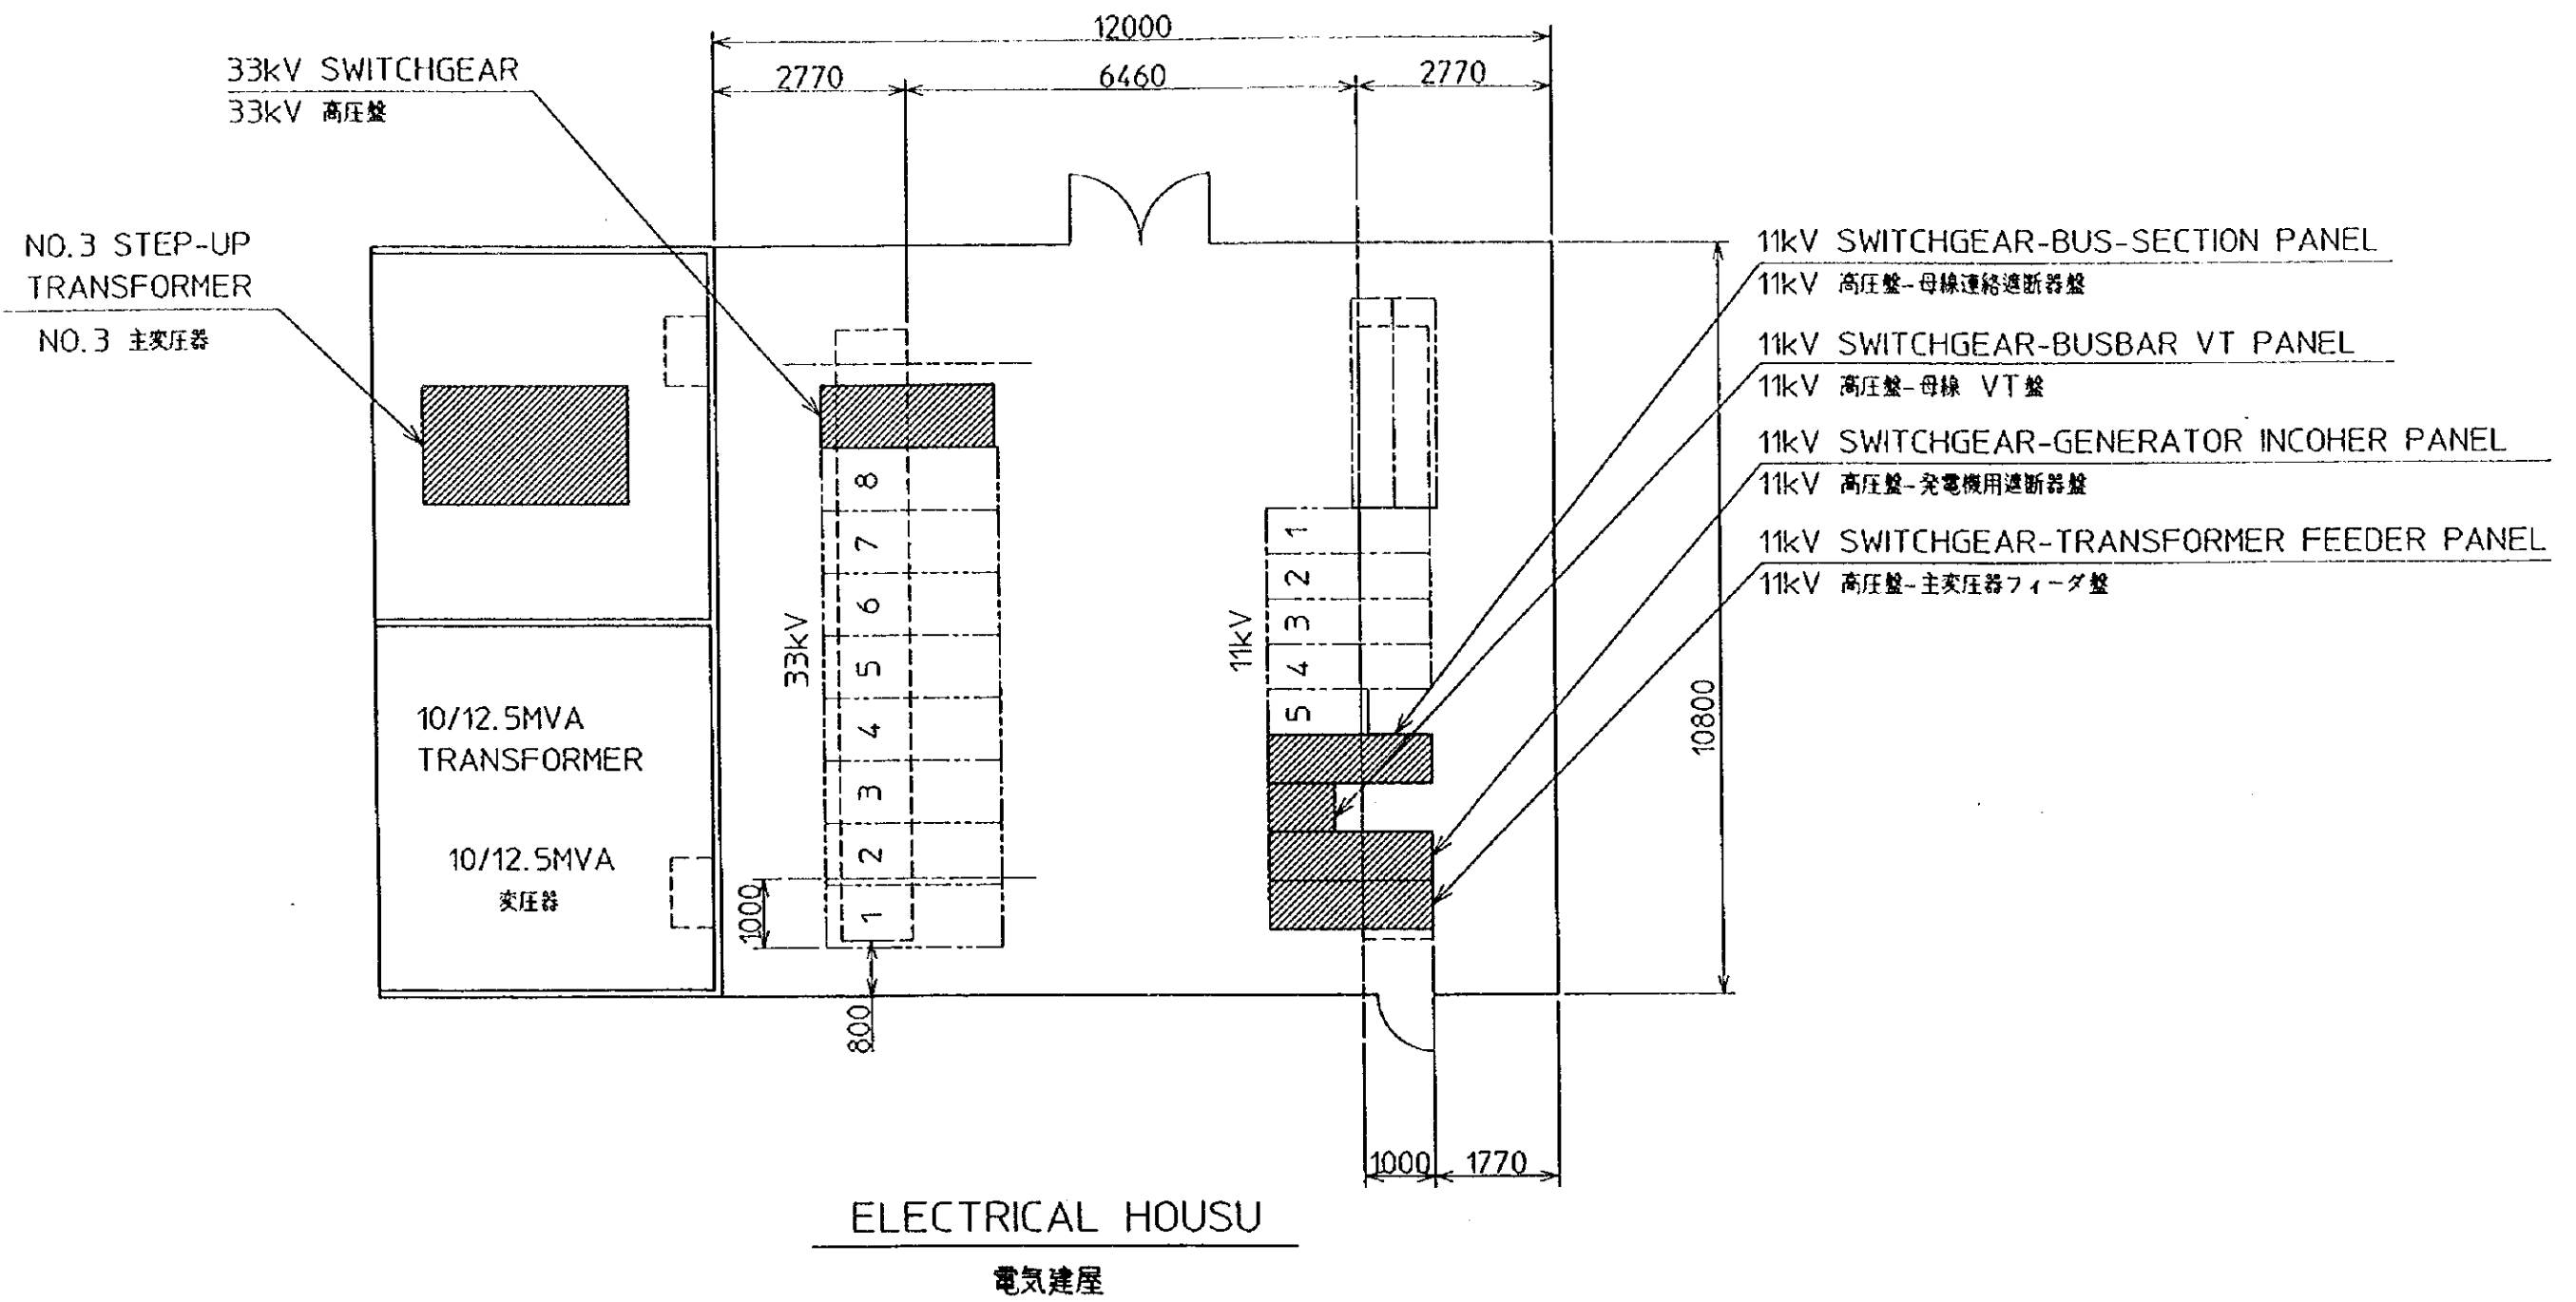 12000
2770
6460
2770
33kV SWITCHGEAR
33kV 高圧盤
NO.3 STEP-UP
TRANSFORMER
NO.3 主変圧器
11kV SWITCHGEAR-BUS-SECTION PANEL
11kV 高圧盤-母線連絡遮断器盤
11kV SWITCHGEAR-BUSBAR VT PANEL
11kV 高圧盤-母線 VT盤
11kV SWITCHGEAR-GENERATOR INCOHER PANEL
11kV 高圧盤-発電機用遮断器盤
11kV SWITCHGEAR-TRANSFORMER FEEDER PANEL
11kV 高圧盤-主変圧器フィーダ盤
33kV
8
7
6
5
4
3
2
1
11kV
1
2
3
4
5
10/12.5MVA
TRANSFORMER
10/12.5MVA
変圧器
1000
800
10800
1000
1770
ELECTRICAL HOUSU
電気建屋